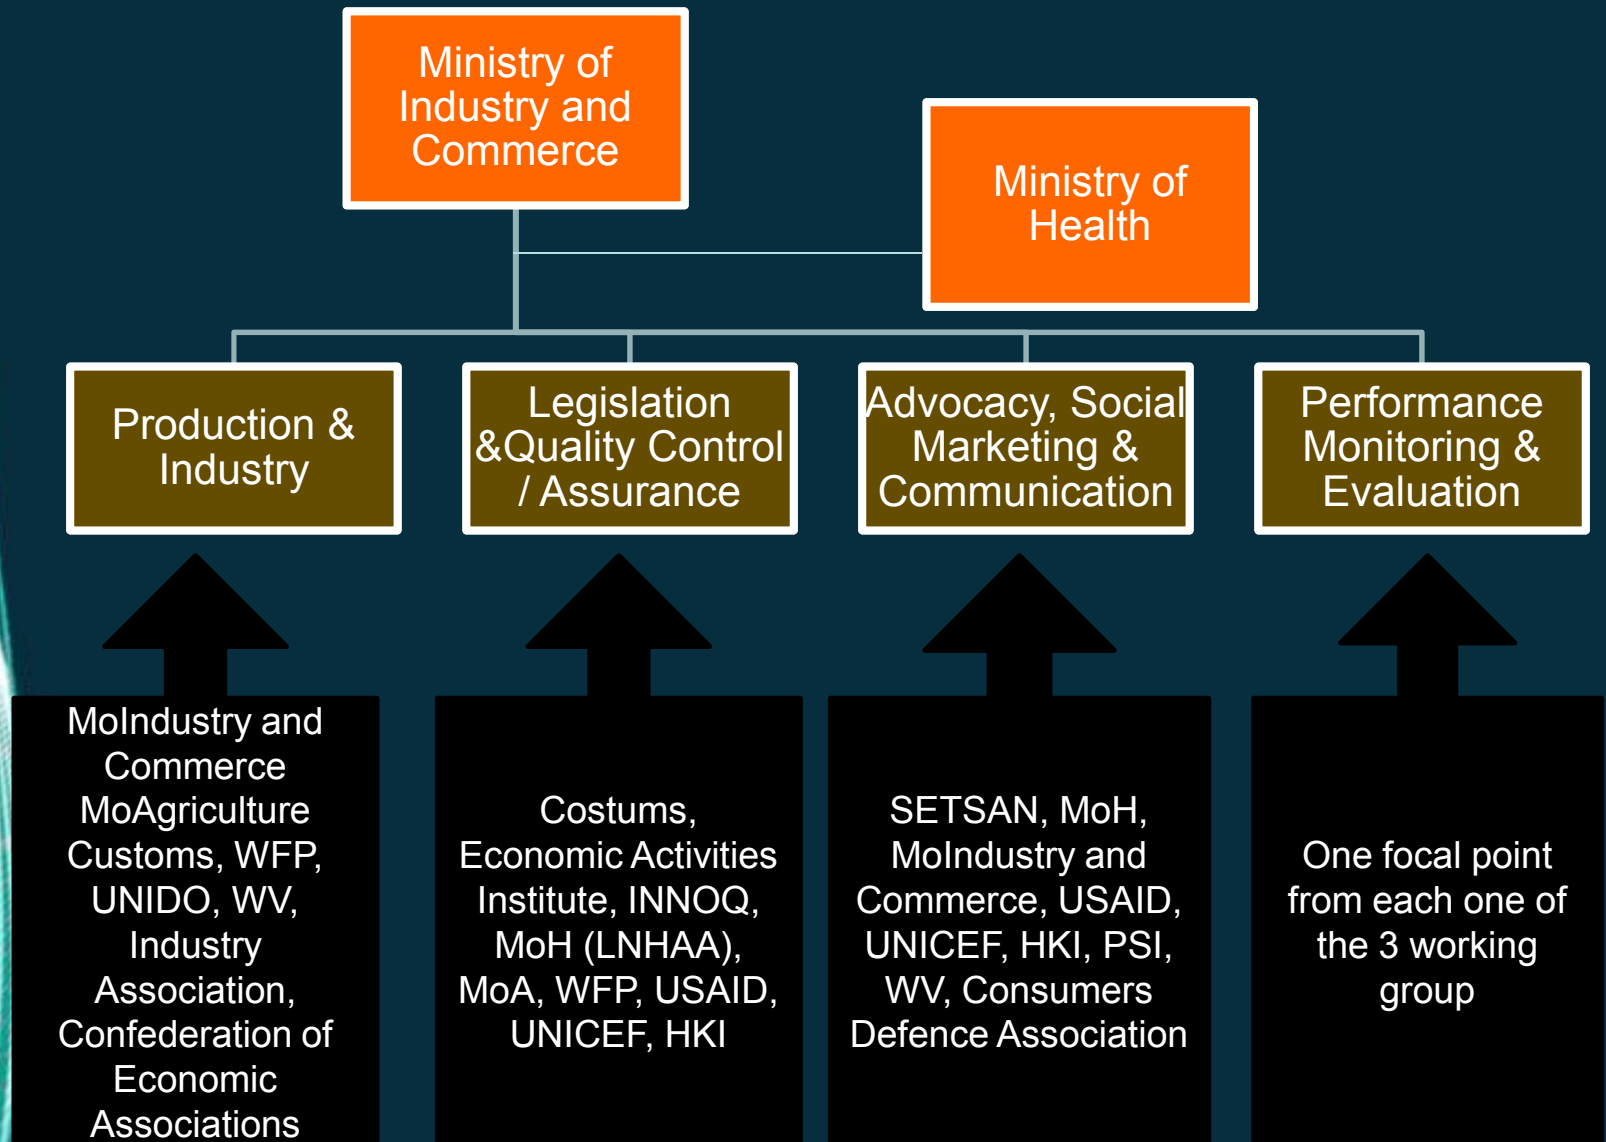 Ministry of
Industry and
Commerce
Ministry of
Health
Production &
Industry
Legislation
&Quality Control
/ Assurance
Advocacy, Social
Marketing &
Communication
Performance
Monitoring &
Evaluation
MoIndustry and
Commerce
MoAgriculture
Customs, WFP,
UNIDO, WV,
Industry
Association,
Confederation of
Economic
Associations
Costums,
Economic Activities
Institute, INNOQ,
MoH (LNHAA),
MoA, WFP, USAID,
UNICEF, HKI
SETSAN, MoH,
MoIndustry and
Commerce, USAID,
UNICEF, HKI, PSI,
WV, Consumers
Defence Association
One focal point
from each one of
the 3 working
group